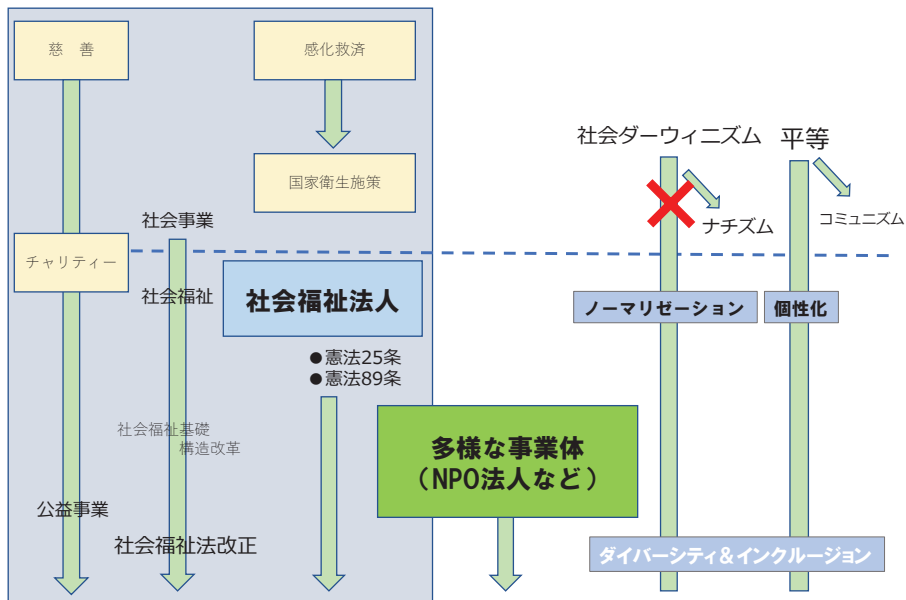 慈　善
感化救済
社会ダーウィニズム
平等
国家衛生施策
社会事業
ナチズム
コミュニズム
チャリティー
社会福祉
社会福祉法人
ノーマリゼーション
個性化
●憲法25条
●憲法89条
社会福祉基礎
構造改革
多様な事業体
（NPO法人など）
公益事業
社会福祉法改正
ダイバーシティ&インクルージョン